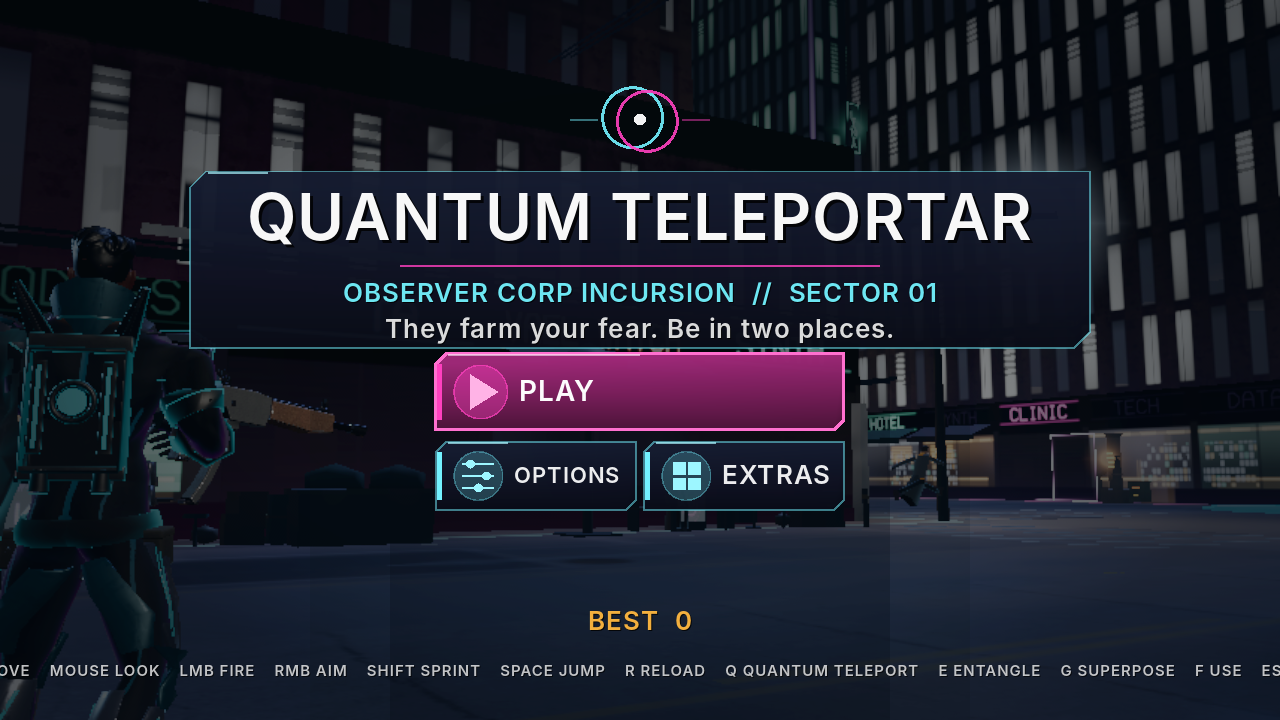 QUANTUM TELEPORTAR
OBSERVER CORP INCURSION // SECTOR 01
They farm your fear. Be in two places.
PLAY
OPTIONS
EXTRAS
HOTEL
CLINIC
TECH
BEST 0
OVE MOUSE LOOK LMB FIRE RMB AIM SHIFT SPRINT SPACE JUMP R RELOAD Q QUANTUM TELEPORT E ENTANGLE G SUPERPOSE F USE ES